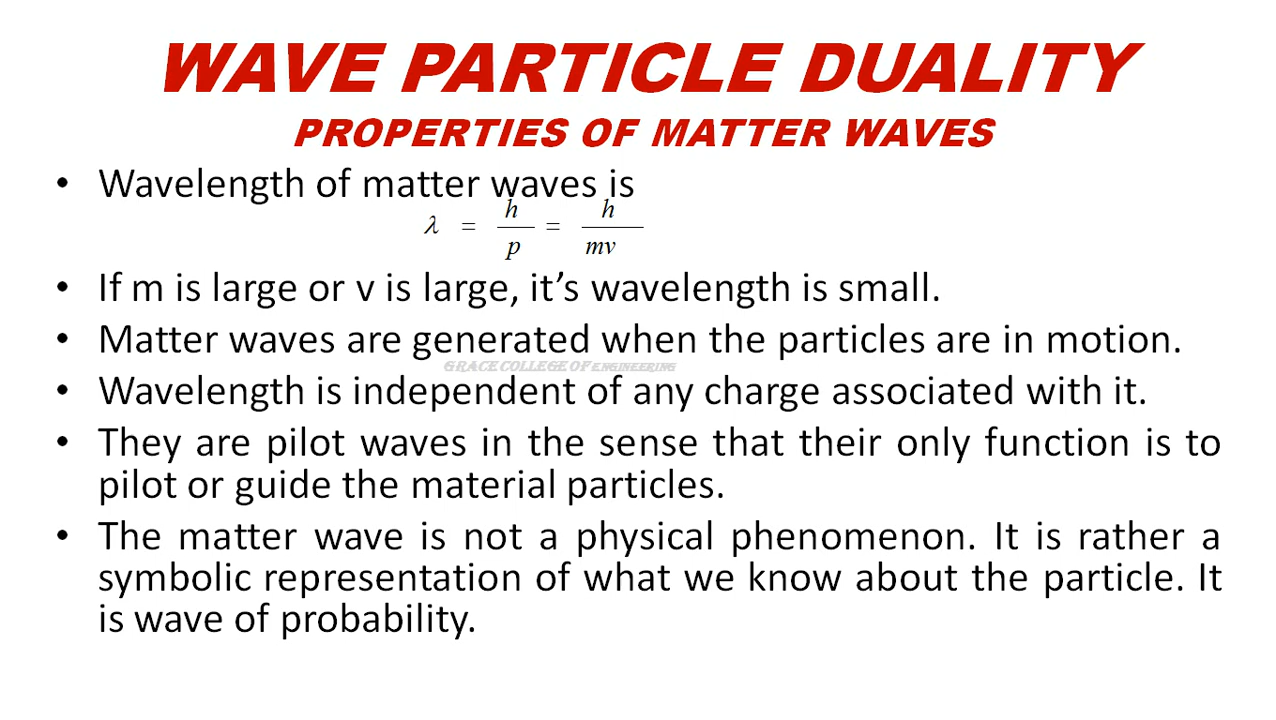 WAVE PARTICLE DUALITY
PROPERTIES OF MATTER WAVES
• Wavelength of matter waves is
λ = h/p = h/mv
• If m is large or v is large, it’s wavelength is small.
• Matter waves are generated when the particles are in motion.
GRACE COLLEGE OF ENGINEERING
• Wavelength is independent of any charge associated with it.
• They are pilot waves in the sense that their only function is to
pilot or guide the material particles.
• The matter wave is not a physical phenomenon. It is rather a
symbolic representation of what we know about the particle. It
is wave of probability.